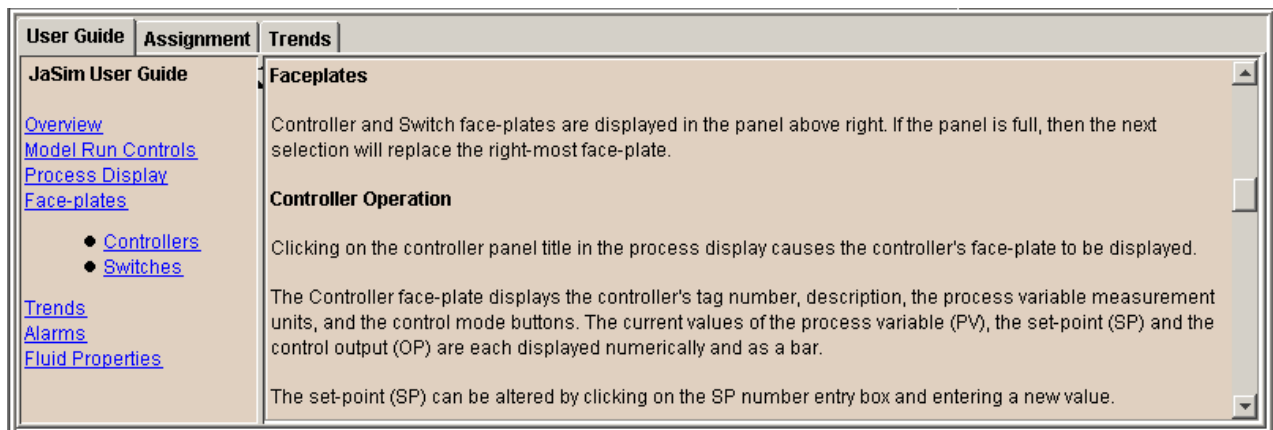 User Guide Assignment Trends
JaSim User Guide
Overview
Model Run Controls
Process Display
Face-plates
Controllers
Switches
Trends
Alarms
Fluid Properties
Faceplates
Controller and Switch face-plates are displayed in the panel above right. If the panel is full, then the next
selection will replace the right-most face-plate.
Controller Operation
Clicking on the controller panel title in the process display causes the controller's face-plate to be displayed.
The Controller face-plate displays the controller's tag number, description, the process variable measurement
units, and the control mode buttons. The current values of the process variable (PV), the set-point (SP) and the
control output (OP) are each displayed numerically and as a bar.
The set-point (SP) can be altered by clicking on the SP number entry box and entering a new value.